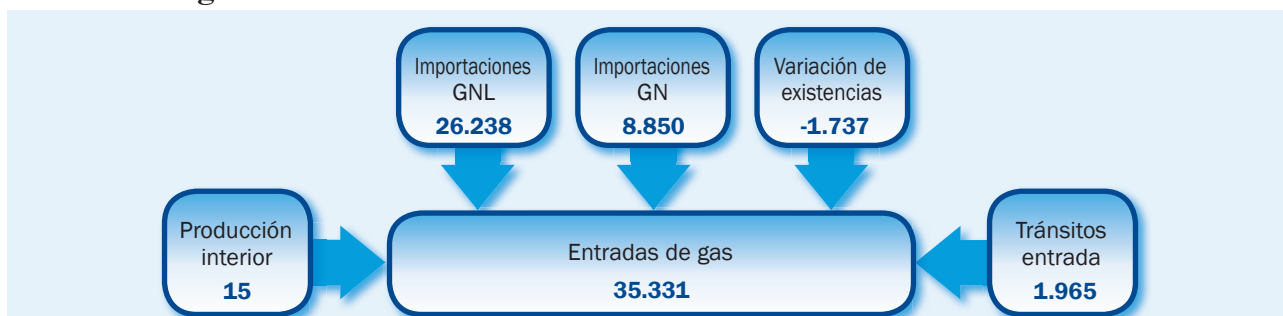 Importaciones
GNL
26.238
Importaciones
GN
8.850
Variación de
existencias
-1.737
Producción
interior
15
Entradas de gas
35.331
Tránsitos
entrada
1.965